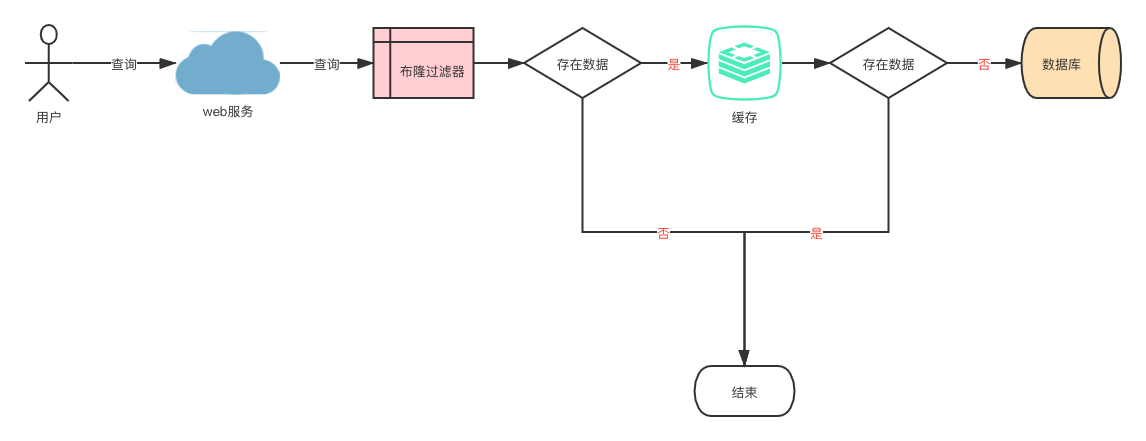 用户
查询
web服务
查询
布隆过滤器
存在数据
是
缓存
存在数据
否
数据库
否
是
结束